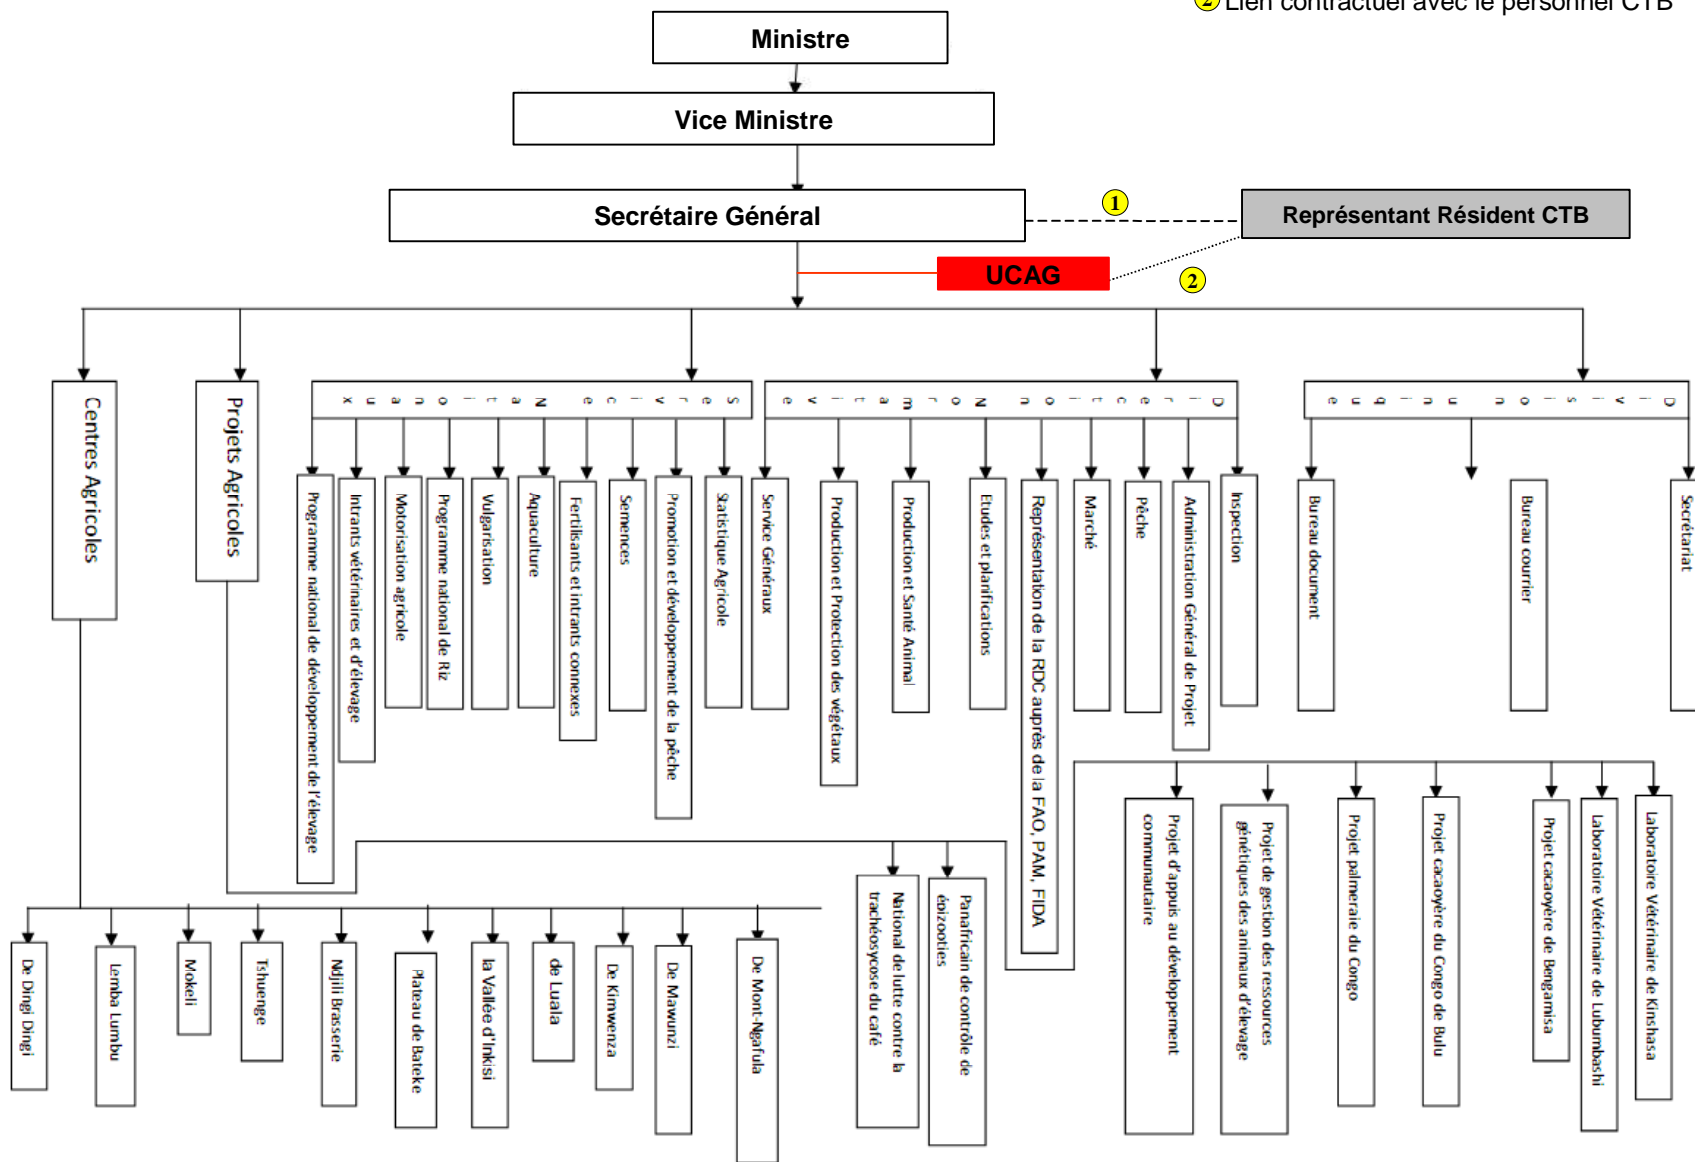 2 Lien contractuel avec le personnel CTB
Ministre
Vice Ministre
Secrétaire Général
1
Représentant Résident CTB
UCAG
2
Centres Agricoles
Projets Agricoles
Service Nationaux
Direction Normative
Division unique
Programme national de développement de l'élevage
Intrants vétérinaires et d'élevage
Motorisation agricole
Programme national de Riz
Vulgarisation
Aquaculture
Fertilisants et intrants connexes
Semences
Promotion et développement de la pêche
Statistique Agricole
Service Généraux
Production et Protection des végétaux
Production et Santé Animal
Etudes et planifications
Représentation de la RDC auprès de la FAO, PAM, FIDA
Marché
Pêche
Administration Général de Projet
Inspection
Bureau document
Bureau courrier
Secrétariat
National de lutte contre la
trachéosycose du café
Panafricain de contrôle de
épizooties
Projet d'appuis au développement
communautaire
Projet de gestion des ressources
génétiques des animaux d'élevage
Projet palmeraie du Congo
Projet cacaoyère du Congo de Bulu
Projet cacaoyère de Bengamisa
Laboratoire Vétérinaire de Lubumbashi
Laboratoire Vétérinaire de Kinshasa
De Dingi Dingi
Lemba Lumbu
Mokeli
Tshuenge
Ndjili Brasserie
Plateau de Bateke
la Vallée d'Inkisi
de Luala
De Kimwenza
De Mawunzi
De Mont-Ngafula